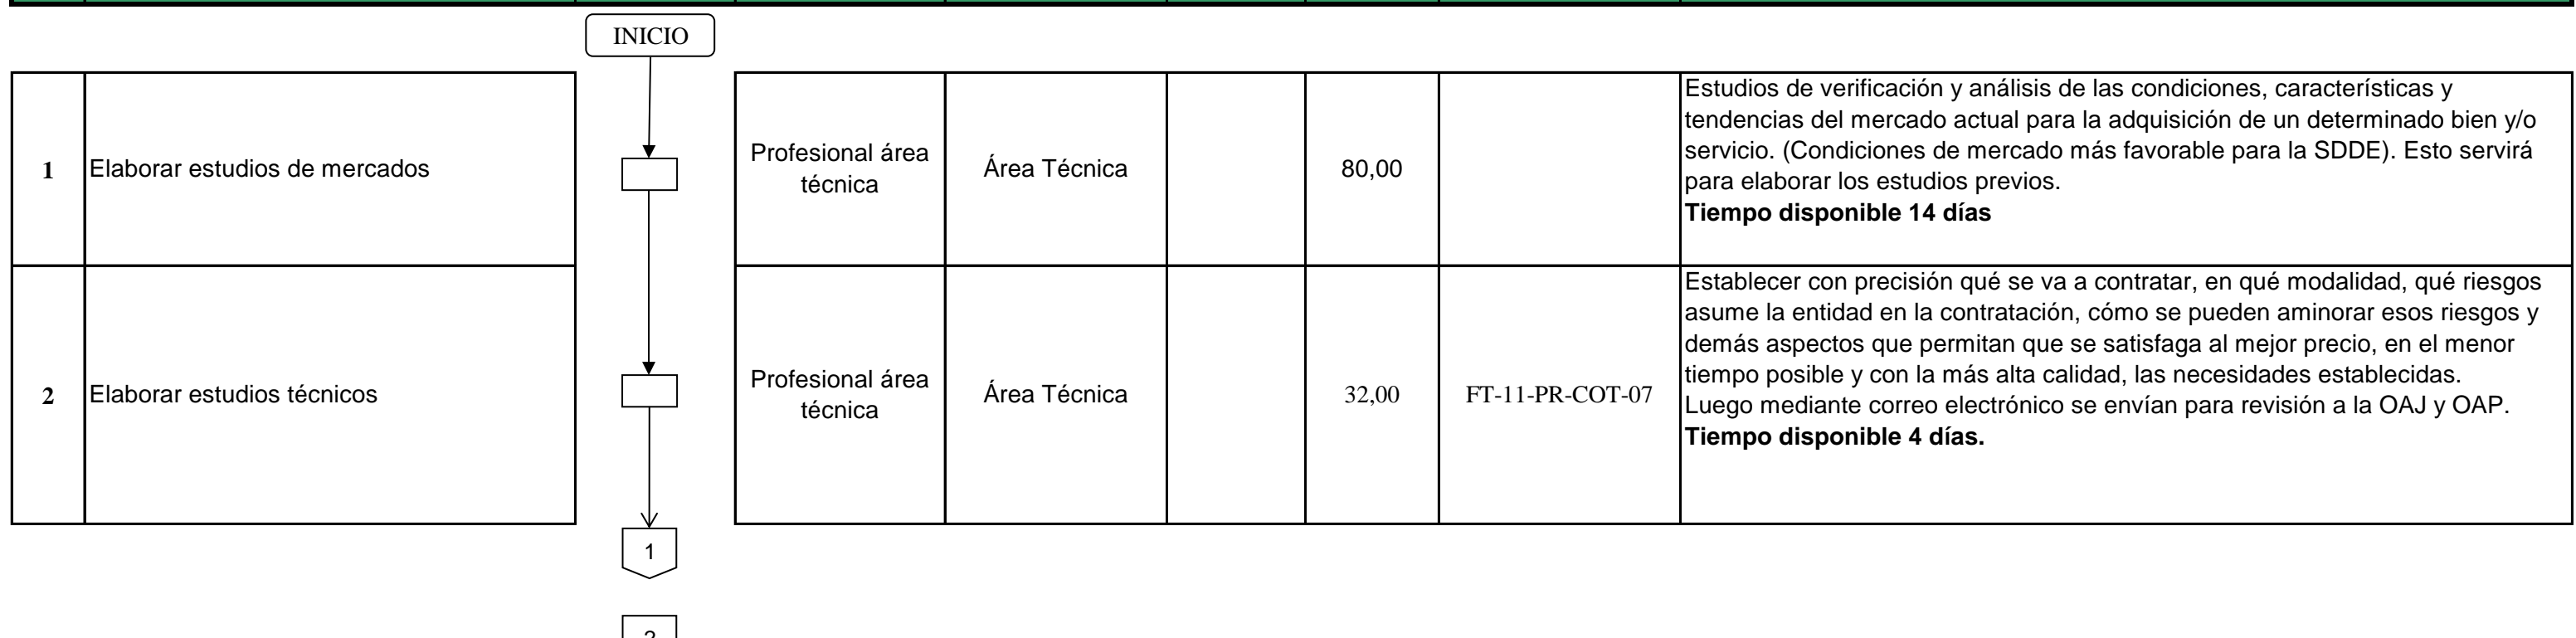 INICIO
1
Elaborar estudios de mercados
Profesional área
técnica
Área Técnica
80,00
Estudios de verificación y análisis de las condiciones, características y
tendencias del mercado actual para la adquisición de un determinado bien y/o
servicio. (Condiciones de mercado más favorable para la SDDE). Esto servirá
para elaborar los estudios previos.
Tiempo disponible 14 días
2
Elaborar estudios técnicos
Profesional área
técnica
Área Técnica
32,00
FT-11-PR-COT-07
Establecer con precisión qué se va a contratar, en qué modalidad, qué riesgos
asume la entidad en la contratación, cómo se pueden aminorar esos riesgos y
demás aspectos que permitan que se satisfaga al mejor precio, en el menor
tiempo posible y con la más alta calidad, las necesidades establecidas.
Luego mediante correo electrónico se envían para revisión a la OAJ y OAP.
Tiempo disponible 4 días.
1